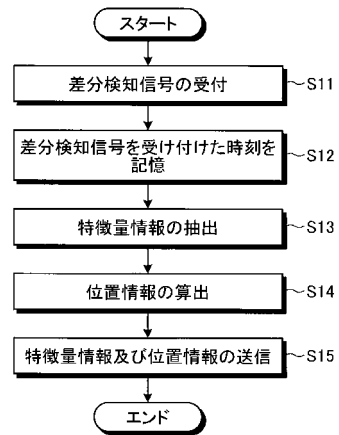 スタート
差分検知信号の受付
S11
差分検知信号を受け付けた時刻を
記憶
S12
特徴量情報の抽出
S13
位置情報の算出
S14
特徴量情報及び位置情報の送信
S15
エンド